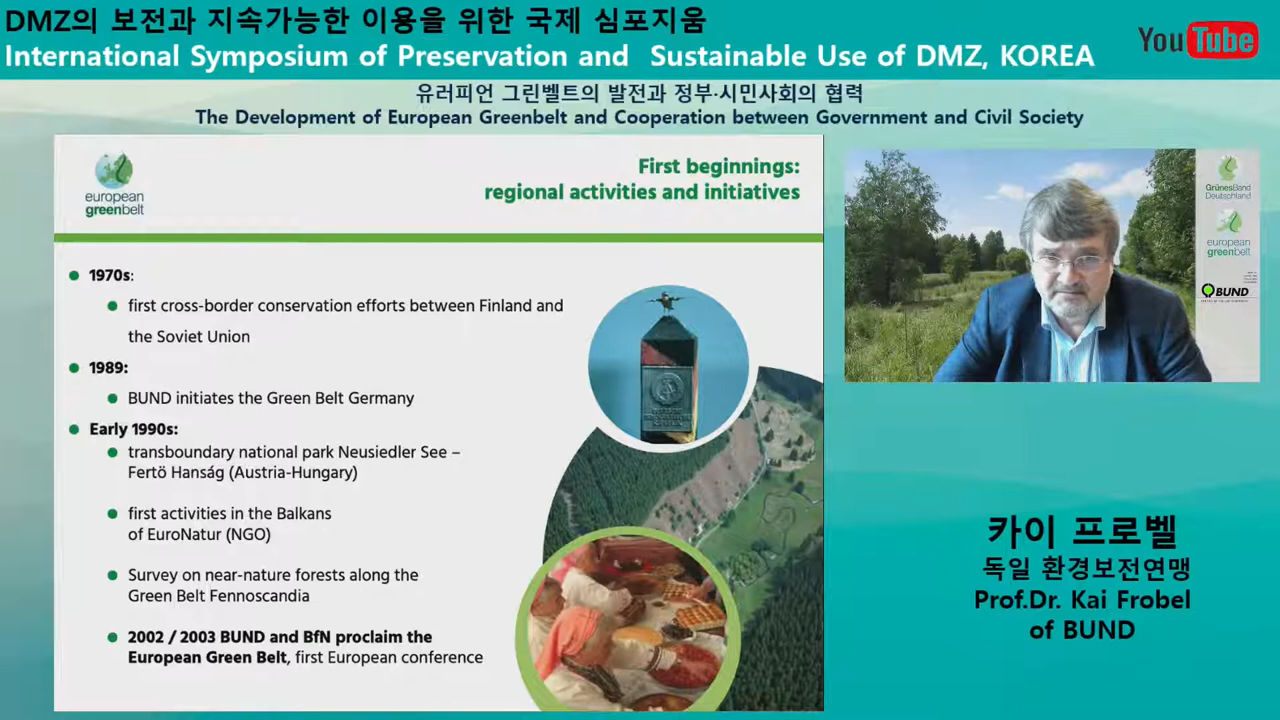 DMZ의 보전과 지속가능한 이용을 위한 국제 심포지움
International Symposium of Preservation and Sustainable Use of DMZ, KOREA
YouTube
유러피언 그린벨트의 발전과 정부·시민사회의 협력
The Development of European Greenbelt and Cooperation between Government and Civil Society
european
greenbelt
First beginnings:
regional activities and initiatives
1970s:
first cross-border conservation efforts between Finland and
the Soviet Union
1989:
BUND initiates the Green Belt Germany
Early 1990s:
transboundary national park Neusiedler See –
Fertö Hanság (Austria-Hungary)
first activities in the Balkans
of EuroNatur (NGO)
Survey on near-nature forests along the
Green Belt Fennoscandia
2002 / 2003 BUND and BfN proclaim the
European Green Belt, first European conference
GrünesBand
Deutschland
european
greenbelt
BUND
카이 프로벨
독일 환경보전연맹
Prof.Dr. Kai Frobel
of BUND